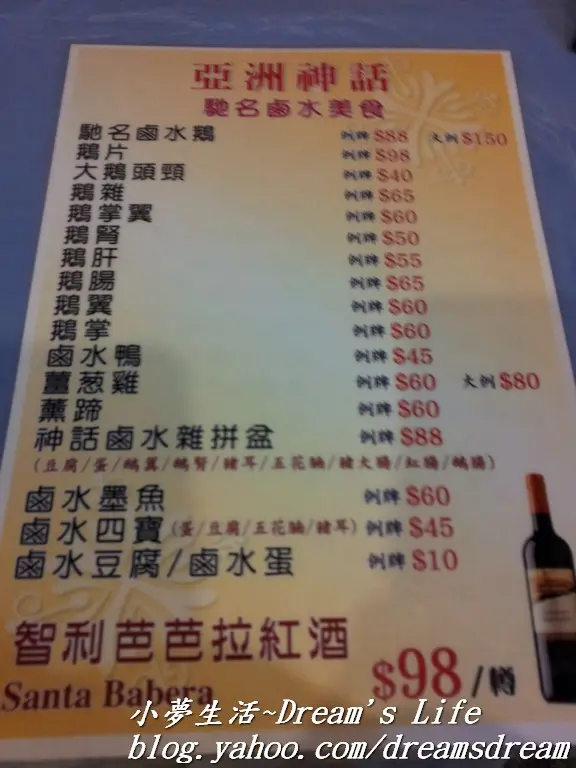 亞洲神話
馳名鹵水美食
馳名鹵水鵝 例牌 $88 大例 $150
鵝片 例牌 $98
大鵝頭頸 例牌 $40
鵝雜 例牌 $65
鵝掌翼 例牌 $60
鵝腎 例牌 $50
鵝肝 例牌 $55
鵝腸 例牌 $65
鵝翼 例牌 $60
鵝掌 例牌 $60
鹵水鴨 例牌 $45
薑葱雞 例牌 $60 大例 $80
薰蹄 例牌 $60
神話鹵水雜拼盆 例牌 $88
(豆腐/蛋/鵝翼/鵝腎/豬耳/五花腩/豬大腸/紅腸/鵝腸)
鹵水墨魚 例牌 $60
鹵水四寶(蛋/豆腐/五花腩/豬耳) 例牌 $45
鹵水豆腐/鹵水蛋 例牌 $10
智利芭芭拉紅酒
Santa Babera $98/樽
小夢生活~Dream's Life
blog.yahoo.com/dreamsdream